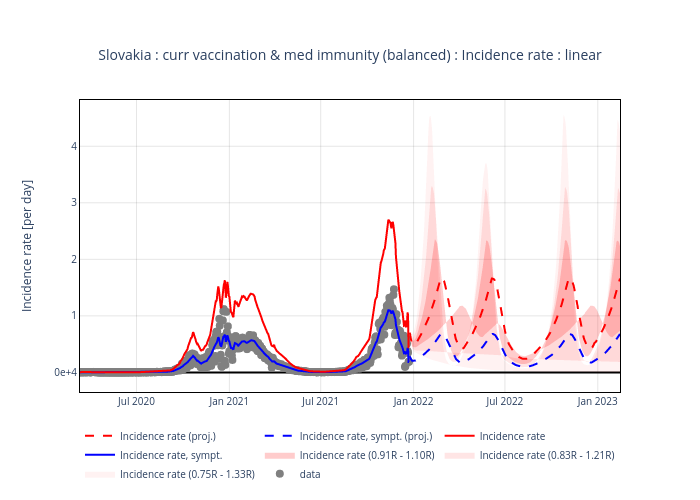 Slovakia : curr vaccination & med immunity (balanced) : Incidence rate : linear
Incidence rate [per day]
4
3
2
1
0e+4
Jul 2020
Jan 2021
Jul 2021
Jan 2022
Jul 2022
Jan 2023
Incidence rate (proj.)
Incidence rate, sympt. (proj.)
Incidence rate
Incidence rate, sympt.
Incidence rate (0.91R - 1.10R)
Incidence rate (0.83R - 1.21R)
Incidence rate (0.75R - 1.33R)
data